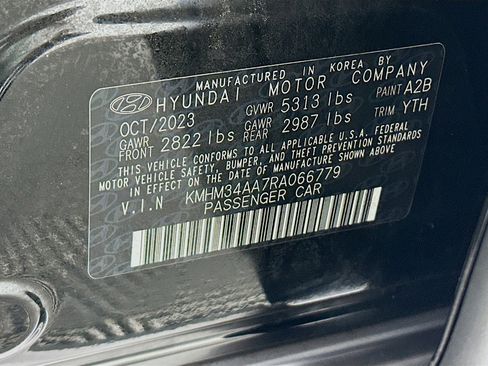 MANUFACTURED IN KOREA BY
HYUNDAI MOTOR COMPANY
OCT/2023 GVWR 5313 lbs PAINT A2B
GAWR FRONT 2822 lbs GAWR REAR 2987 lbs TRIM YTH
THIS VEHICLE CONFORMS TO ALL APPLICABLE U.S.A. FEDERAL
MOTOR VEHICLE SAFETY, BUMPER, AND THEFT PREVENTION STANDARDS
IN EFFECT ON THE DATE OF MANUFACTURE SHOWN ABOVE.
V.I.N KMHM34AA7RA066779
PASSENGER CAR